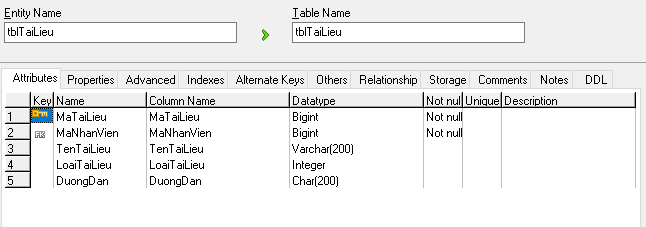 Entity Name Table Name
tblTaiLieu tblTaiLieu
Attributes Properties Advanced Indexes Alternate Keys Others Relationship Storage Comments Notes DDL
Key Name Column Name Datatype Not nul Unique Description
1 MaTaiLieu MaTaiLieu Bigint Not null
2 FK MaNhanVien MaNhanVien Bigint Not null
3 TenTaiLieu TenTaiLieu Varchar(200)
4 LoaiTaiLieu LoaiTaiLieu Integer
5 DuongDan DuongDan Char(200)